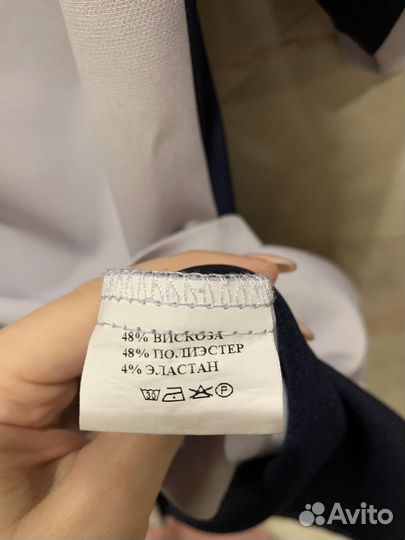 48% ВИСКОЗА
48% ПОЛИЭСТЕР
4% ЭЛАСТАН
P
Avito